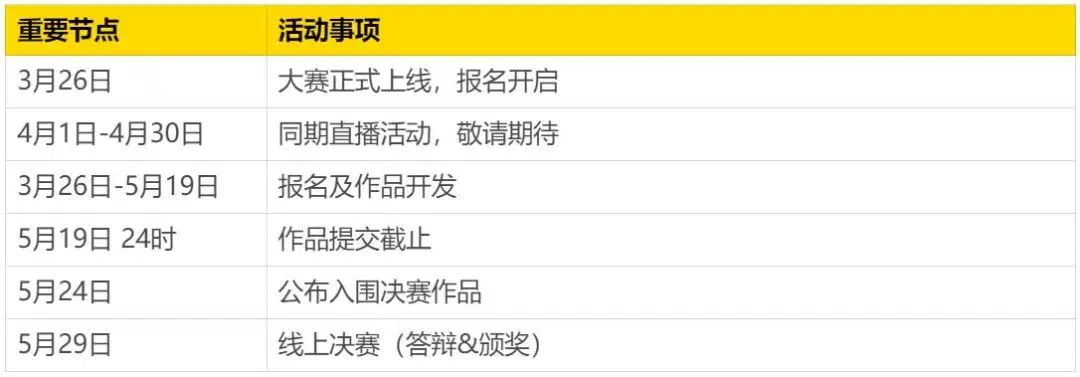 重要节点 活动事项
3月26日 大赛正式上线，报名开启
4月1日-4月30日 同期直播活动，敬请期待
3月26日-5月19日 报名及作品开发
5月19日 24时 作品提交截止
5月24日 公布入围决赛作品
5月29日 线上决赛（答辩&颁奖）